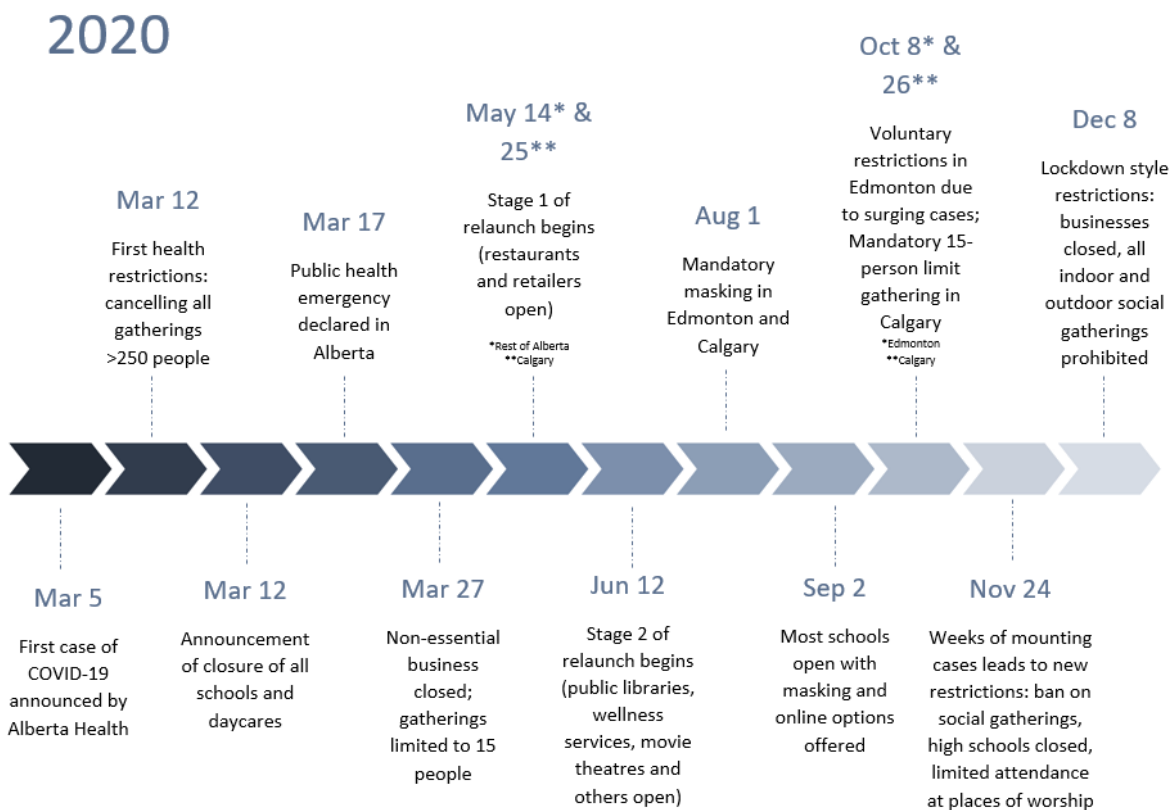 2020
Mar 5
First case of
COVID-19
announced by
Alberta Health
Mar 12
First health
restrictions:
cancelling all
gatherings
>250 people
Mar 12
Announcement
of closure of all
schools and
daycares
Mar 17
Public health
emergency
declared in
Alberta
Mar 27
Non-essential
business
closed;
gatherings
limited to 15
people
May 14* &
25**
Stage 1 of
relaunch begins
(restaurants
and retailers
open)
*Rest of Alberta
**Calgary
Jun 12
Stage 2 of
relaunch begins
(public libraries,
wellness
services, movie
theatres and
others open)
Aug 1
Mandatory
masking in
Edmonton and
Calgary
Sep 2
Most schools
open with
masking and
online options
offered
Oct 8* &
26**
Voluntary
restrictions in
Edmonton due
to surging cases;
Mandatory 15-
person limit
gathering in
Calgary
*Edmonton
**Calgary
Nov 24
Weeks of mounting
cases leads to new
restrictions: ban on
social gatherings,
high schools closed,
limited attendance
at places of worship
Dec 8
Lockdown style
restrictions:
businesses
closed, all
indoor and
outdoor social
gatherings
prohibited